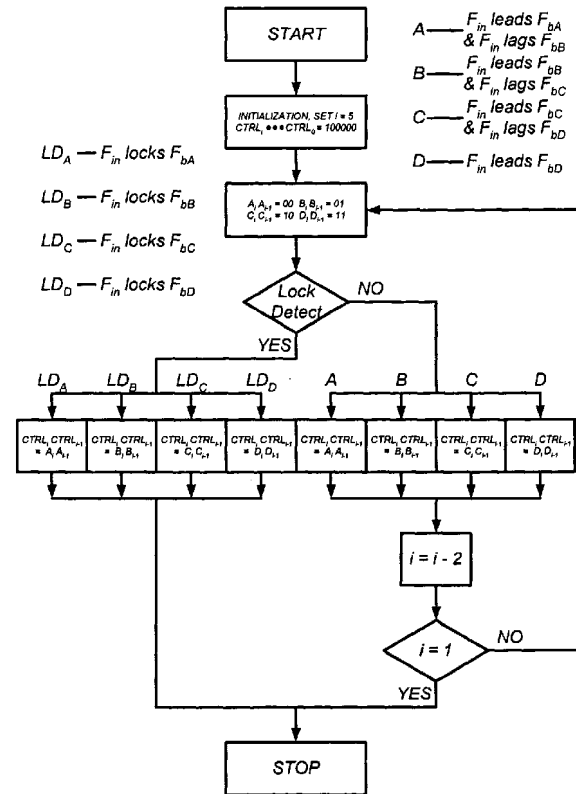 START
A — F_in leads F_bA
& F_in lags F_bB
B — F_in leads F_bB
& F_in lags F_bC
C — F_in leads F_bC
& F_in lags F_bD
D — F_in leads F_bD
INITIALIZATION, SET i = 5
CTRL_i ••• CTRL_0 = 100000
LD_A — F_in locks F_bA
LD_B — F_in locks F_bB
LD_C — F_in locks F_bC
LD_D — F_in locks F_bD
A_i A_i-1 = 00 B_i B_i-1 = 01
C_i C_i-1 = 10 D_i D_i-1 = 11
Lock
Detect
NO
YES
LD_A LD_B LD_C LD_D A B C D
CTRL_i CTRL_i-1
= A_i A_i-1
CTRL_i CTRL_i-1
= B_i B_i-1
CTRL_i CTRL_i-1
= C_i C_i-1
CTRL_i CTRL_i-1
= D_i D_i-1
CTRL_i CTRL_i-1
= A_i A_i-1
CTRL_i CTRL_i-1
= B_i B_i-1
CTRL_i CTRL_i-1
= C_i C_i-1
CTRL_i CTRL_i-1
= D_i D_i-1
i = i - 2
i = 1
NO
YES
STOP